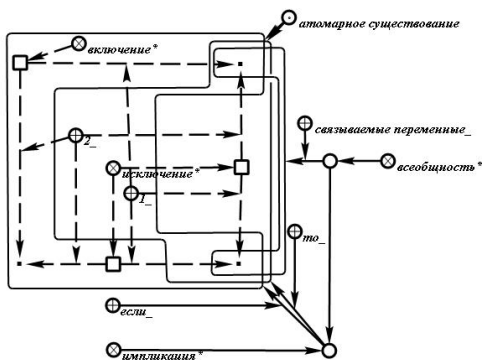 атомарное существование
включение*
связываемые переменные_
2_
исключение*
всеобщность*
1_
то_
если_
импликация*